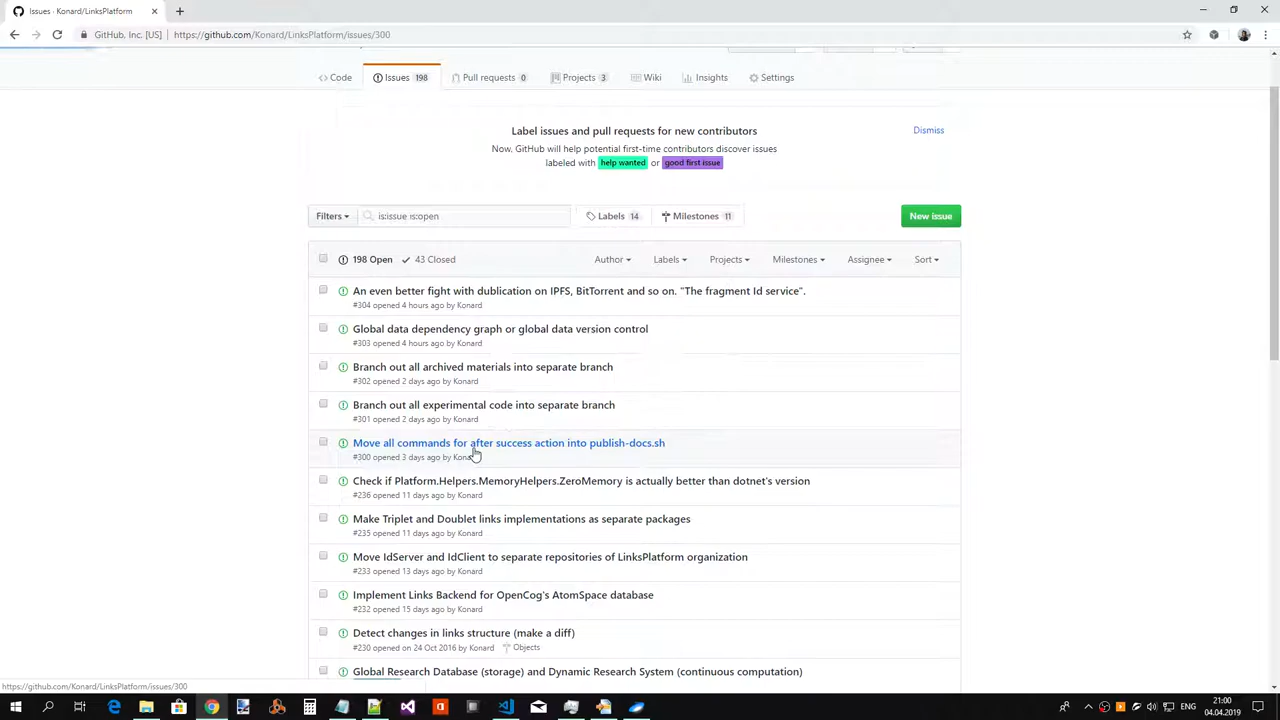 Issues · Konard/LinksPlatform
GitHub, Inc. [US] https://github.com/Konard/LinksPlatform/issues/300
Code Issues 198 Pull requests 0 Projects 3 Wiki Insights Settings
Label issues and pull requests for new contributors
Dismiss
Now, GitHub will help potential first-time contributors discover issues
labeled with help wanted or good first issue
Filters is:issue is:open Labels 14 Milestones 11 New issue
198 Open 43 Closed Author Labels Projects Milestones Assignee Sort
An even better fight with dublication on IPFS, BitTorrent and so on. "The fragment Id service".
#304 opened 4 hours ago by Konard
Global data dependency graph or global data version control
#303 opened 4 hours ago by Konard
Branch out all archived materials into separate branch
#302 opened 2 days ago by Konard
Branch out all experimental code into separate branch
#301 opened 2 days ago by Konard
Move all commands for after success action into publish-docs.sh
#300 opened 3 days ago by Konard
Check if Platform.Helpers.MemoryHelpers.ZeroMemory is actually better than dotnet's version
#236 opened 11 days ago by Konard
Make Triplet and Doublet links implementations as separate packages
#235 opened 11 days ago by Konard
Move IdServer and IdClient to separate repositories of LinksPlatform organization
#233 opened 13 days ago by Konard
Implement Links Backend for OpenCog's AtomSpace database
#232 opened 15 days ago by Konard
Detect changes in links structure (make a diff)
#230 opened on 24 Oct 2016 by Konard Objects
Global Research Database (storage) and Dynamic Research System (continuous computation)
https://github.com/Konard/LinksPlatform/issues/300
ENG
21:00
04.04.2019